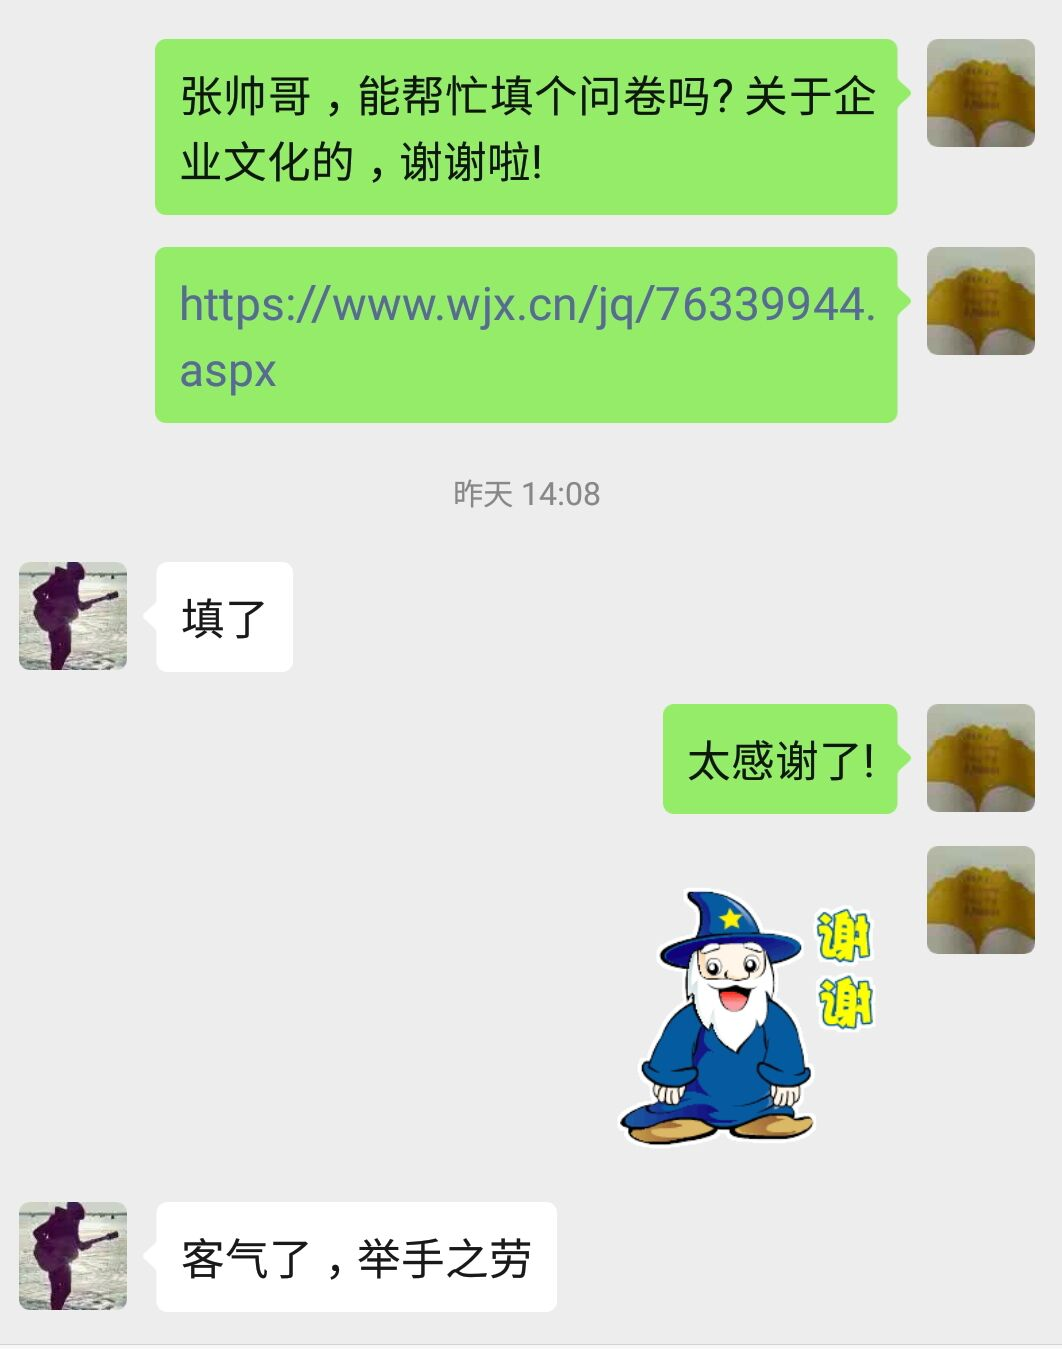 张帅哥，能帮忙填个问卷吗? 关于企
业文化的，谢谢啦!
https://www.wjx.cn/jq/76339944.
aspx
昨天 14:08
填了
太感谢了!
谢
谢
客气了，举手之劳